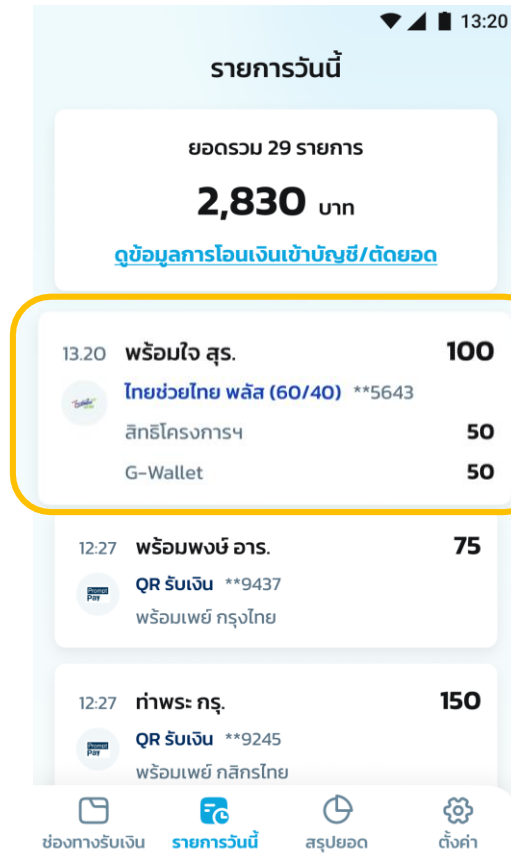 13:20
รายการวันนี้
ยอดรวม 29 รายการ
2,830 บาท
ดูข้อมูลการโอนเงินเข้าบัญชี/ตัดยอด
13.20 พร้อมใจ สุร. 100
ไทยช่วยไทย พลัส (60/40) **5643
สิทธิโครงการฯ 50
G-Wallet 50
12:27 พร้อมพงษ์ อาร. 75
Prompt Pay QR รับเงิน **9437
พร้อมเพย์ กรุงไทย
12:27 ท่าพระ กรุ. 150
Prompt Pay QR รับเงิน **9245
พร้อมเพย์ กสิกรไทย
ช่องทางรับเงิน รายการวันนี้ สรุปยอด ตั้งค่า